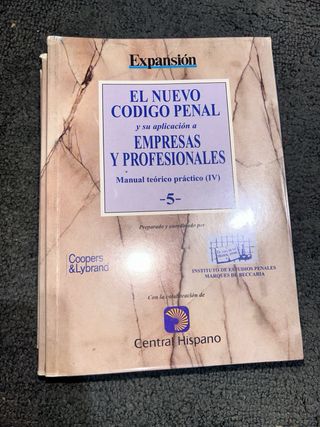 Expansión
EL NUEVO
CODIGO PENAL
y su aplicación a
EMPRESAS
Y PROFESIONALES
Manual teórico práctico (IV)
-5-
Preparado y coordinado por
Coopers
&Lybrand
INSTITUTO DE ESTUDIOS PENALES
MARQUES DE BECCARIA
Con la colaboración de
Central Hispano